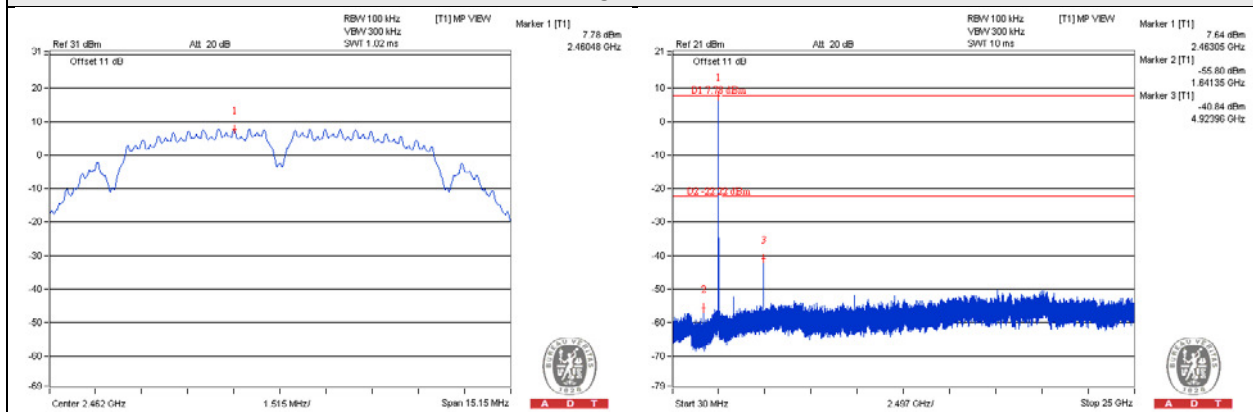 RBW 100 kHz [T1] MP VIEW Marker 1 [T1]
VBW 300 kHz 7.78 dBm
Ref 31 dBm Att 20 dB SWT 1.02 ms 2.46048 GHz
31
Offset 11 dB
20
1
10
0
-10
-20
-30
-40
-50
-60
-69
Center 2.462 GHz 1.515 MHz/ Span 15.15 MHz
BUREAU VERITAS
1828
A D T
RBW 100 kHz [T1] MP VIEW Marker 1 [T1]
VBW 300 kHz 7.64 dBm
Ref 21 dBm Att 20 dB SWT 10 ms 2.46305 GHz
21 Marker 2 [T1]
Offset 11 dB -55.80 dBm
1 1.64135 GHz
10 D1 7.78 dBm Marker 3 [T1]
-40.84 dBm
0 4.92396 GHz
-10
-20 D2 -22.22 dBm
-30
3
-40
-50 2
-60
-70
-79
Start 30 MHz 2.497 GHz/ Stop 25 GHz
BUREAU VERITAS
1828
A D T